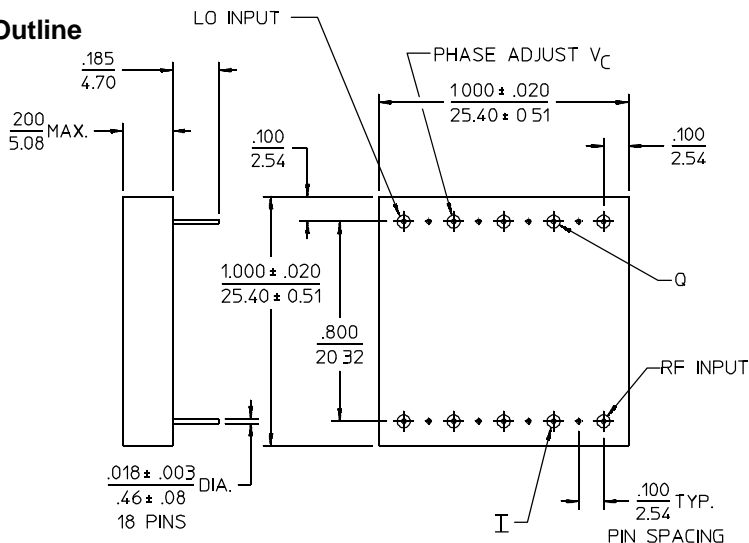 Outline
LO INPUT
PHASE ADJUST VC
.185
4.70
1000 ± .020
25.40 ± 0 51
200
5.08 MAX.
.100
2.54
.100
2.54
1.000 ± .020
25.40 ± 0.51
Q
.800
20 32
RF INPUT
.018 ± .003
.46 ± .08 DIA.
18 PINS
I
.100
2.54 TYP.
PIN SPACING